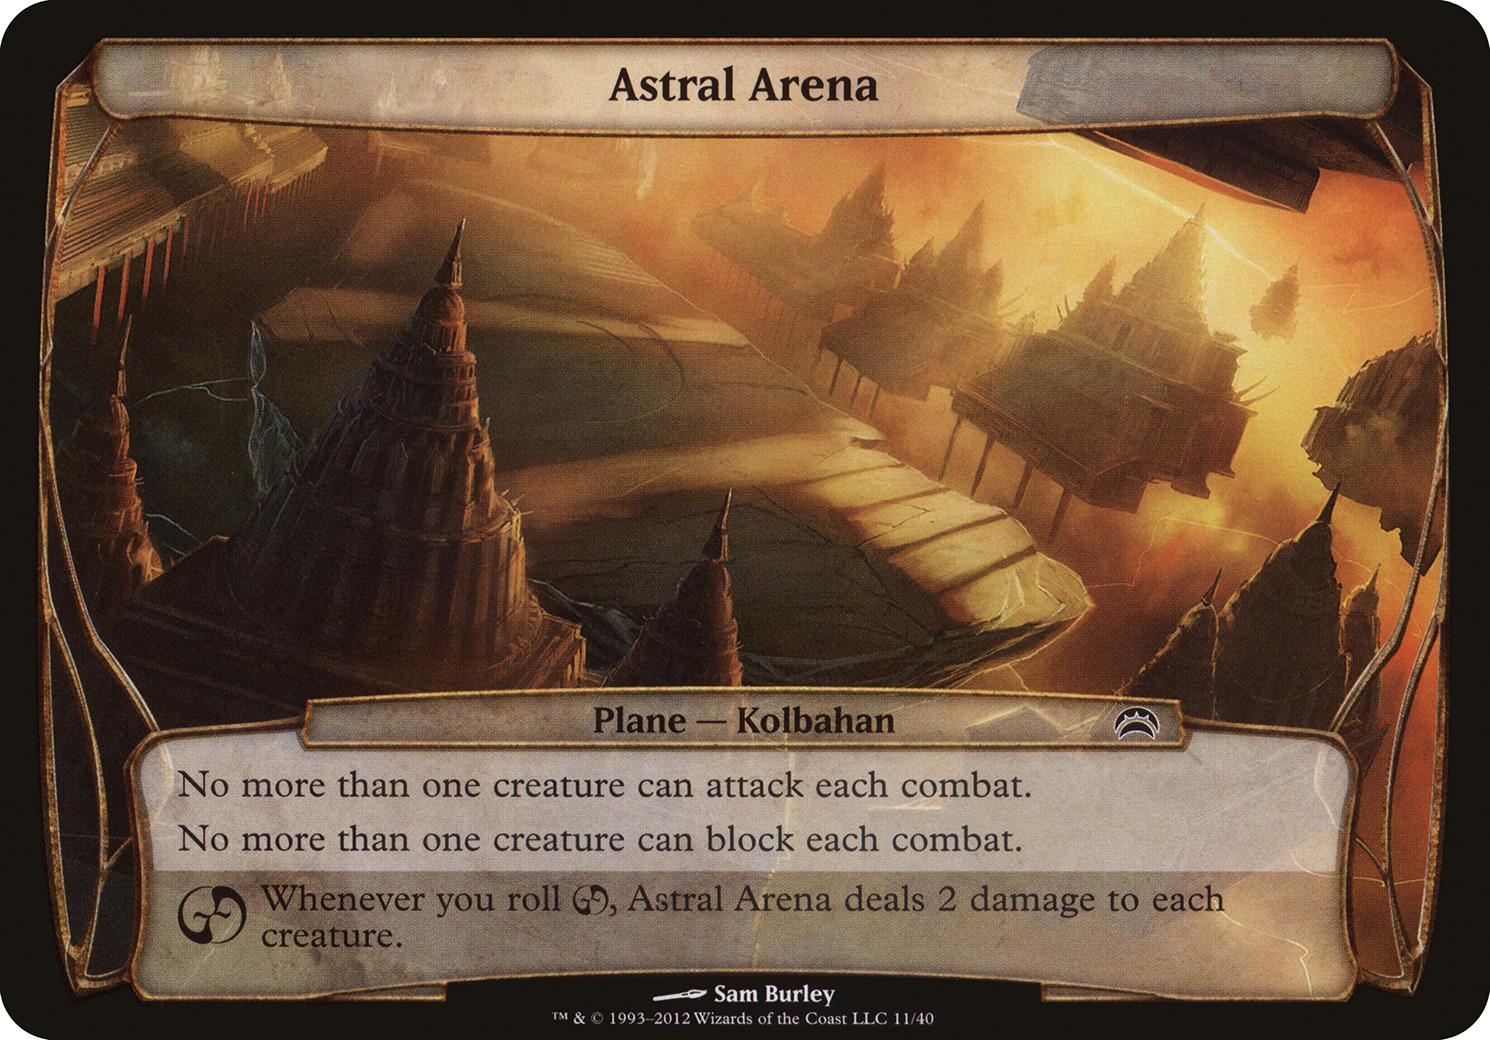 Astral Arena
Plane — Kolbahan
No more than one creature can attack each combat.
No more than one creature can block each combat.
Whenever you roll , Astral Arena deals 2 damage to each
creature.
Sam Burley
™ & © 1993–2012 Wizards of the Coast LLC 11/40